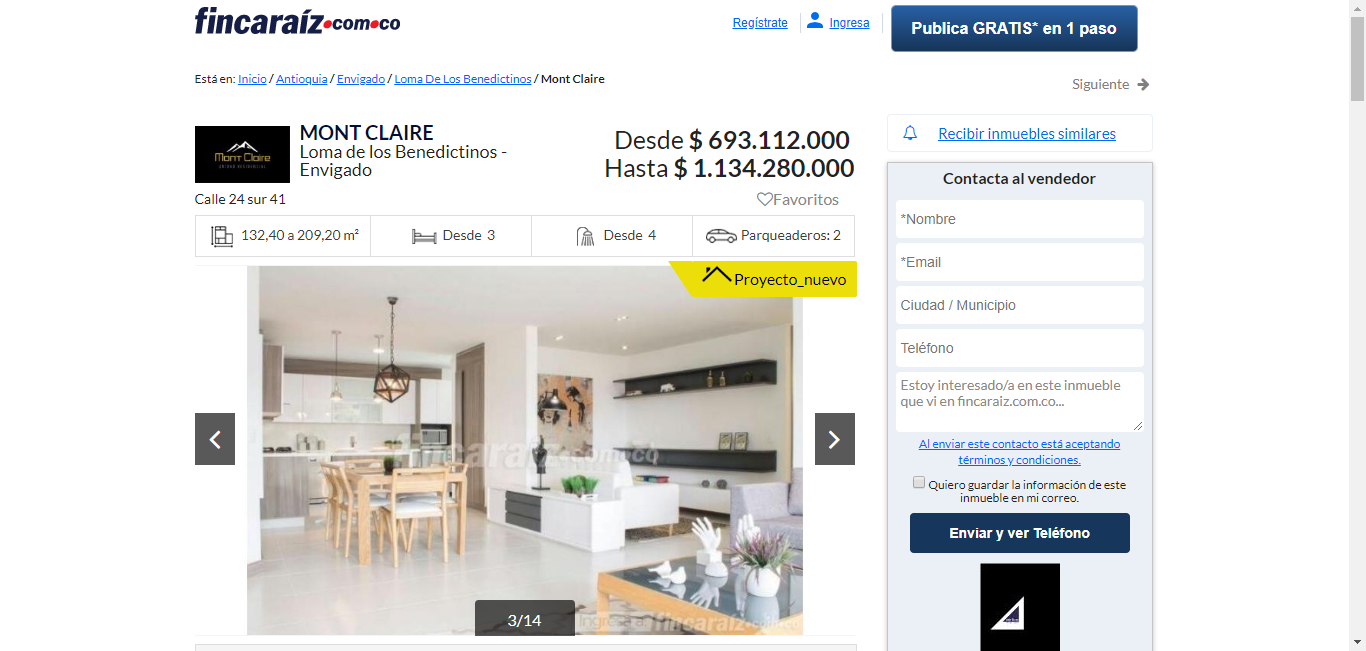 fincaraíz.com.co
Regístrate
Ingresa
Publica GRATIS* en 1 paso
Está en: Inicio / Antioquia / Envigado / Loma De Los Benedictinos / Mont Claire
Siguiente
Mont Claire
MONT CLAIRE
Loma de los Benedictinos -
Envigado
Desde $ 693.112.000
Hasta $ 1.134.280.000
Calle 24 sur 41
Favoritos
132,40 a 209,20 m²
Desde 3
Desde 4
Parqueaderos: 2
Proyecto_nuevo
fincaraíz.com.co
3/14
Ingresa a: fincaraíz.com.co
Recibir inmuebles similares
Contacta al vendedor
*Nombre
*Email
Ciudad / Municipio
Teléfono
Estoy interesado/a en este inmueble
que vi en fincaraiz.com.co...
Al enviar este contacto está aceptando
términos y condiciones.
Quiero guardar la información de este
inmueble en mi correo.
Enviar y ver Teléfono